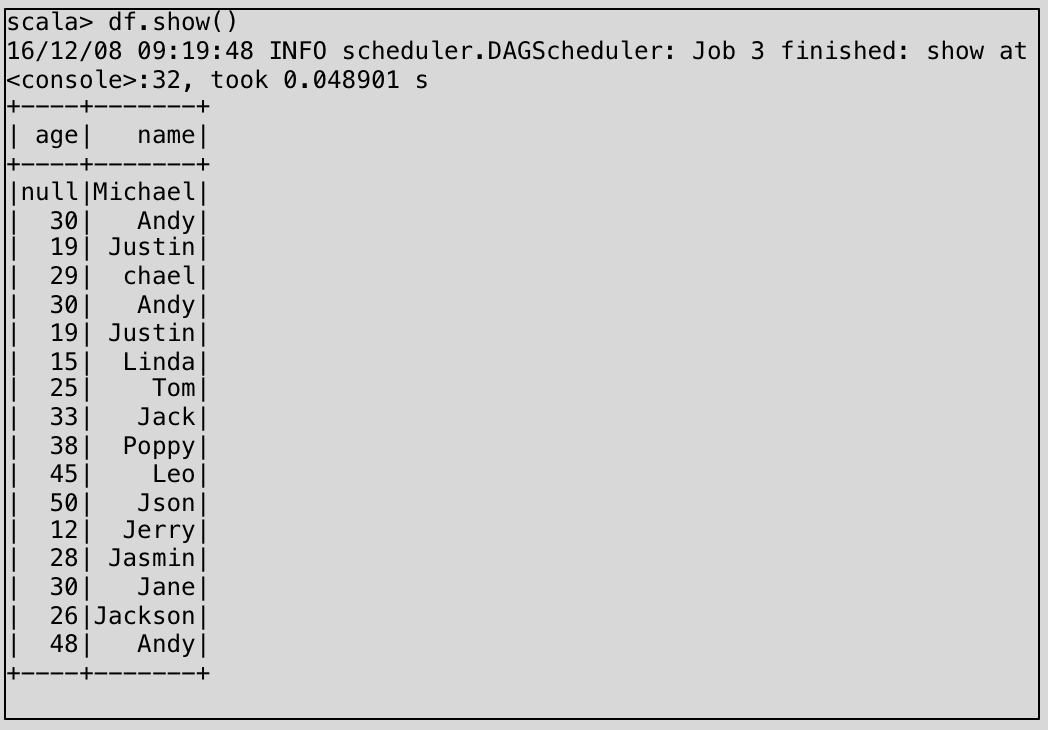 scala> df.show()
16/12/08 09:19:48 INFO scheduler.DAGScheduler: Job 3 finished: show at
<console>:32, took 0.048901 s
+----+-------+
| age|   name|
+----+-------+
|null|Michael|
|  30|   Andy|
|  19| Justin|
|  29|  chael|
|  30|   Andy|
|  19| Justin|
|  15|  Linda|
|  25|    Tom|
|  33|   Jack|
|  38|  Poppy|
|  45|    Leo|
|  50|   Json|
|  12|  Jerry|
|  28| Jasmin|
|  30|   Jane|
|  26|Jackson|
|  48|   Andy|
+----+-------+